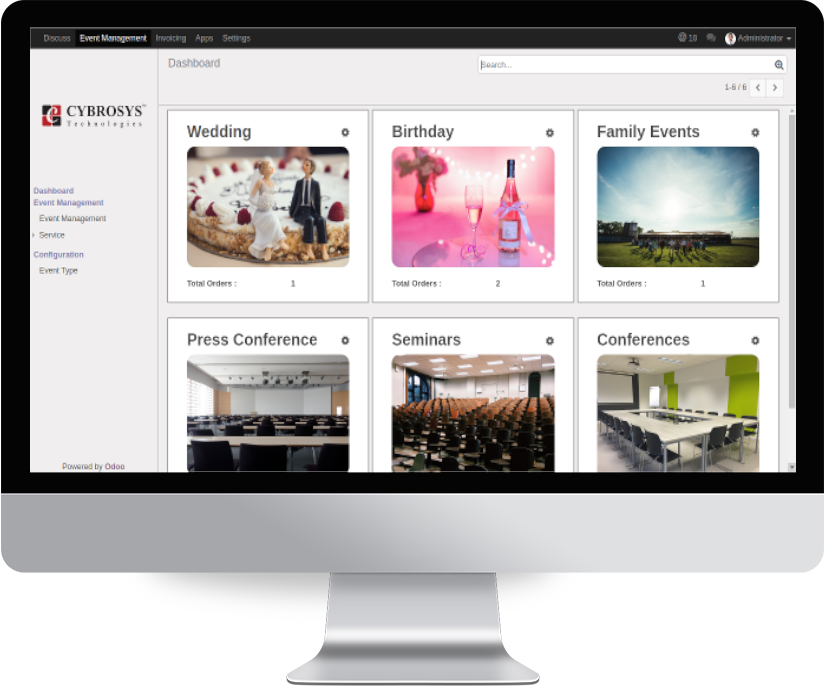 Discuss Event Management Invoicing Apps Settings 18 Administrator
Dashboard Search...
1-6 / 6
CYBROSYS
Technologies
Dashboard
Event Management
Event Management
Service
Configuration
Event Type
Powered by Odoo
Wedding Birthday Family Events
Total Orders : 1 Total Orders : 2 Total Orders : 1
Press Conference Seminars Conferences